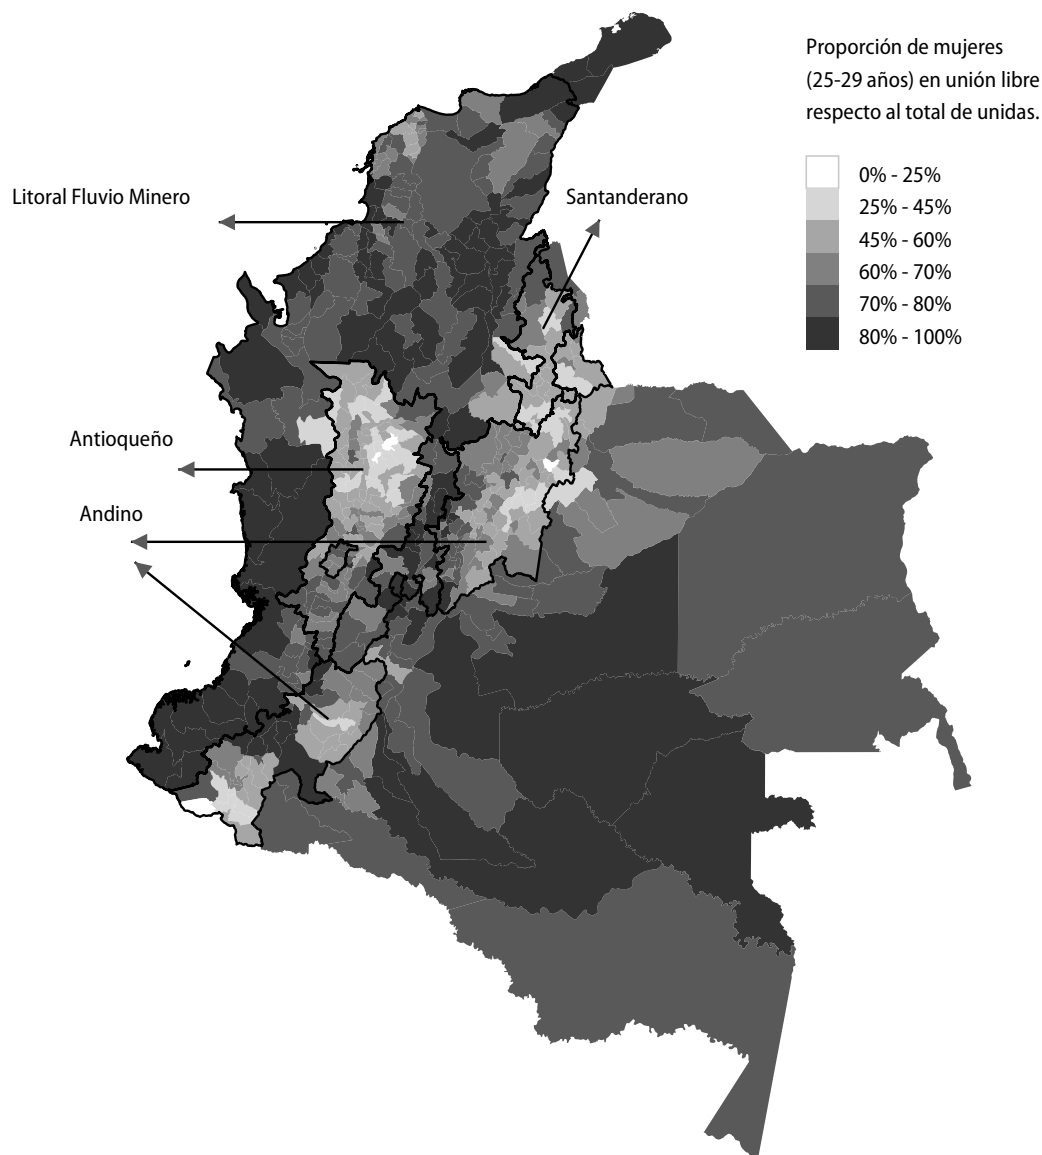 Proporción de mujeres
(25-29 años) en unión libre
respecto al total de unidas.
0% - 25%
25% - 45%
45% - 60%
60% - 70%
70% - 80%
80% - 100%
Litoral Fluvio Minero
Santanderano
Antioqueño
Andino